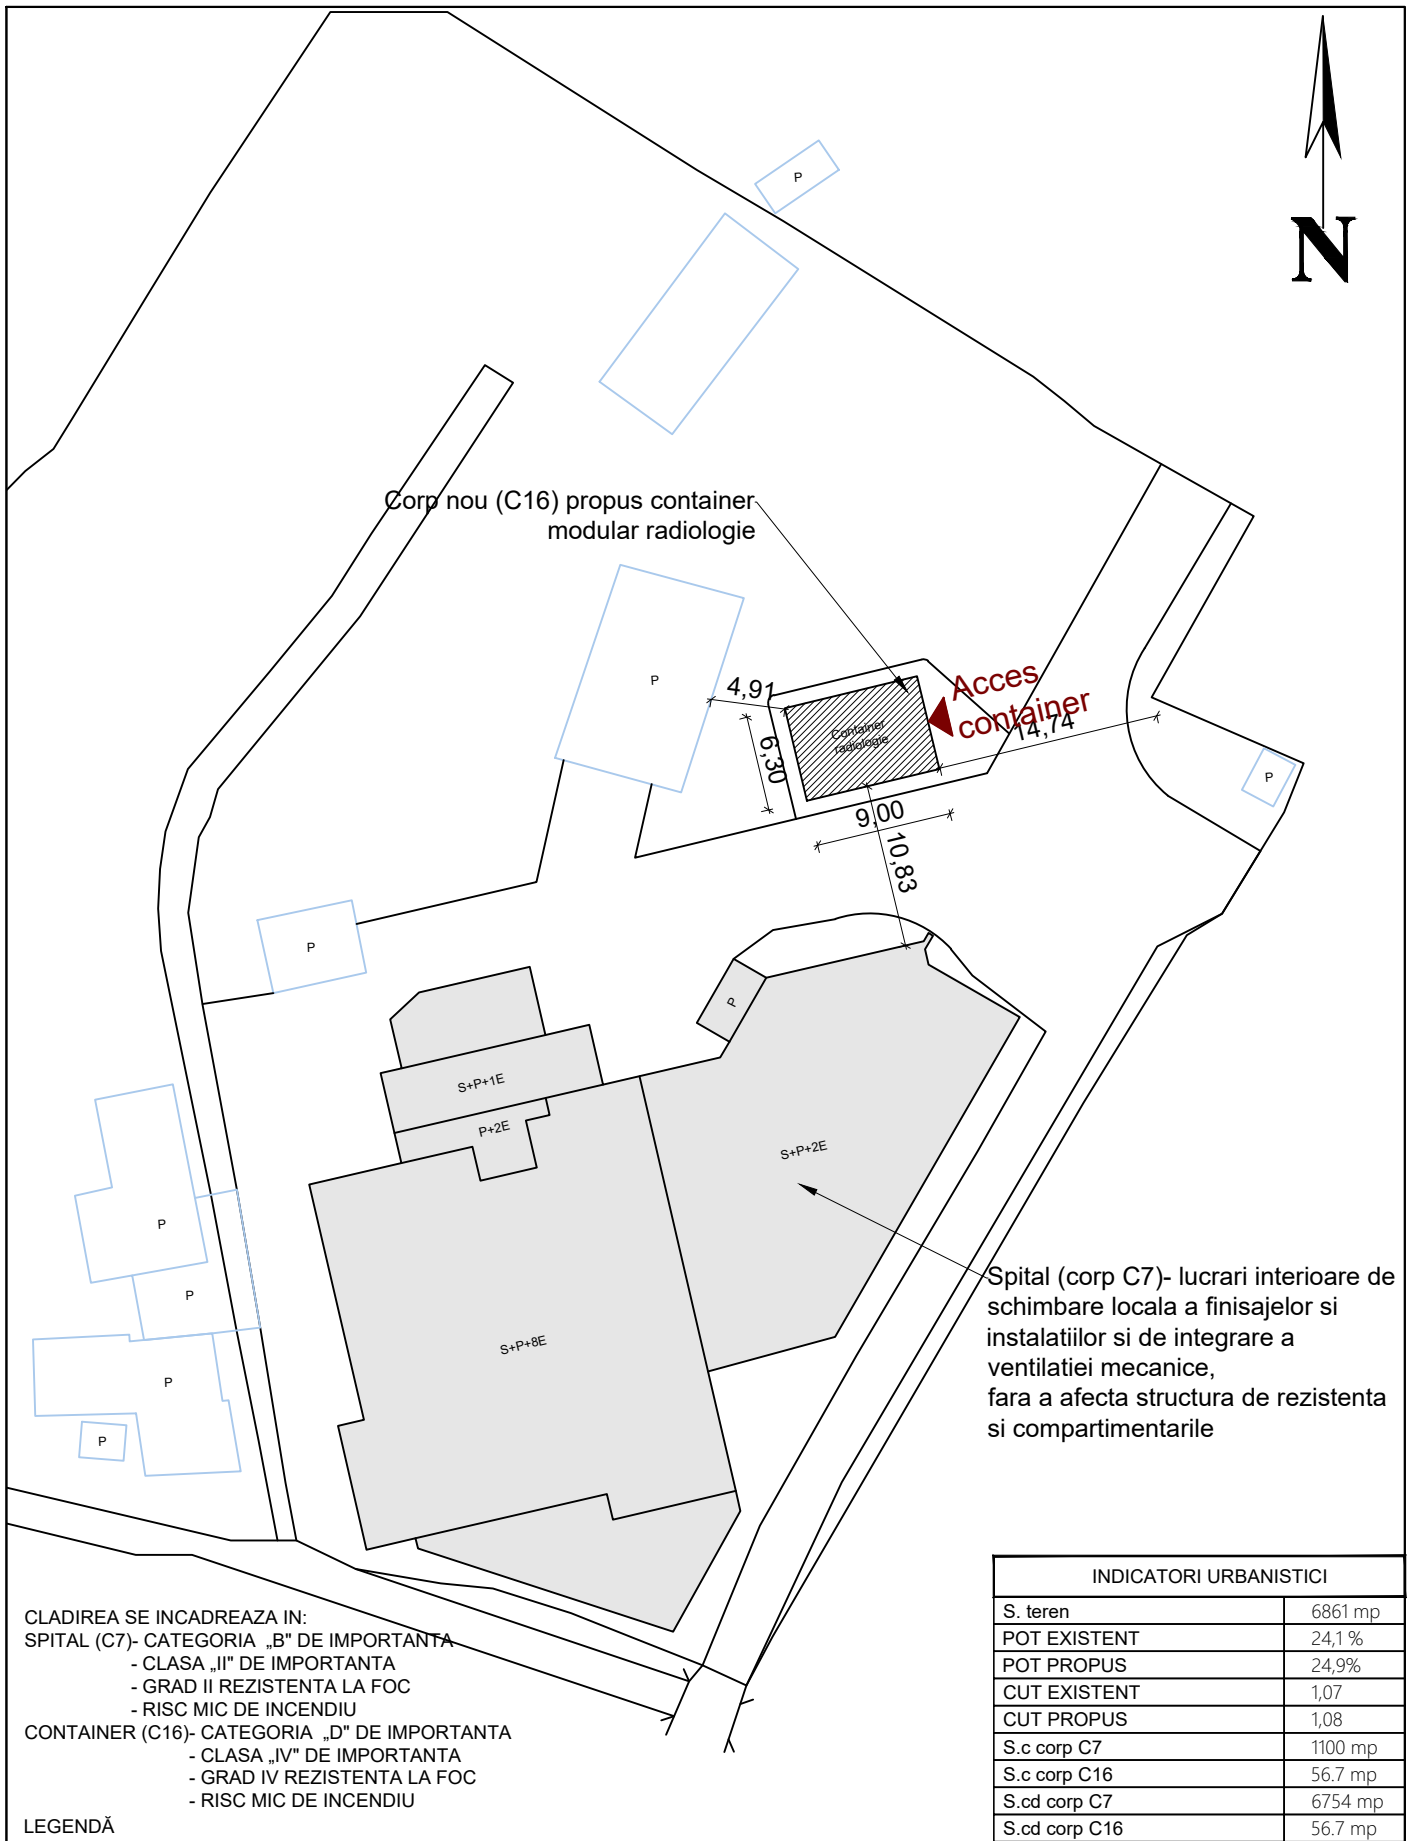 N
P
Corp nou (C16) propus container
modular radiologie
P
4,91
6,30
Container
radiologie
Acces
container
14,74
9,00
10,83
P
P
P
S+P+1E
P+2E
S+P+2E
S+P+8E
P
P
P
P
Spital (corp C7)- lucrari interioare de
schimbare locala a finisajelor si
instalatiilor si de integrare a
ventilatiei mecanice,
fara a afecta structura de rezistenta
si compartimentarile
CLADIREA SE INCADREAZA IN:
SPITAL (C7)- CATEGORIA „B" DE IMPORTANTA
- CLASA „II" DE IMPORTANTA
- GRAD II REZISTENTA LA FOC
- RISC MIC DE INCENDIU
CONTAINER (C16)- CATEGORIA „D" DE IMPORTANTA
- CLASA „IV" DE IMPORTANTA
- GRAD IV REZISTENTA LA FOC
- RISC MIC DE INCENDIU
LEGENDĂ
INDICATORI URBANISTICI
S. teren 6861 mp
POT EXISTENT 24,1 %
POT PROPUS 24,9%
CUT EXISTENT 1,07
CUT PROPUS 1,08
S.c corp C7 1100 mp
S.c corp C16 56.7 mp
S.cd corp C7 6754 mp
S.cd corp C16 56.7 mp